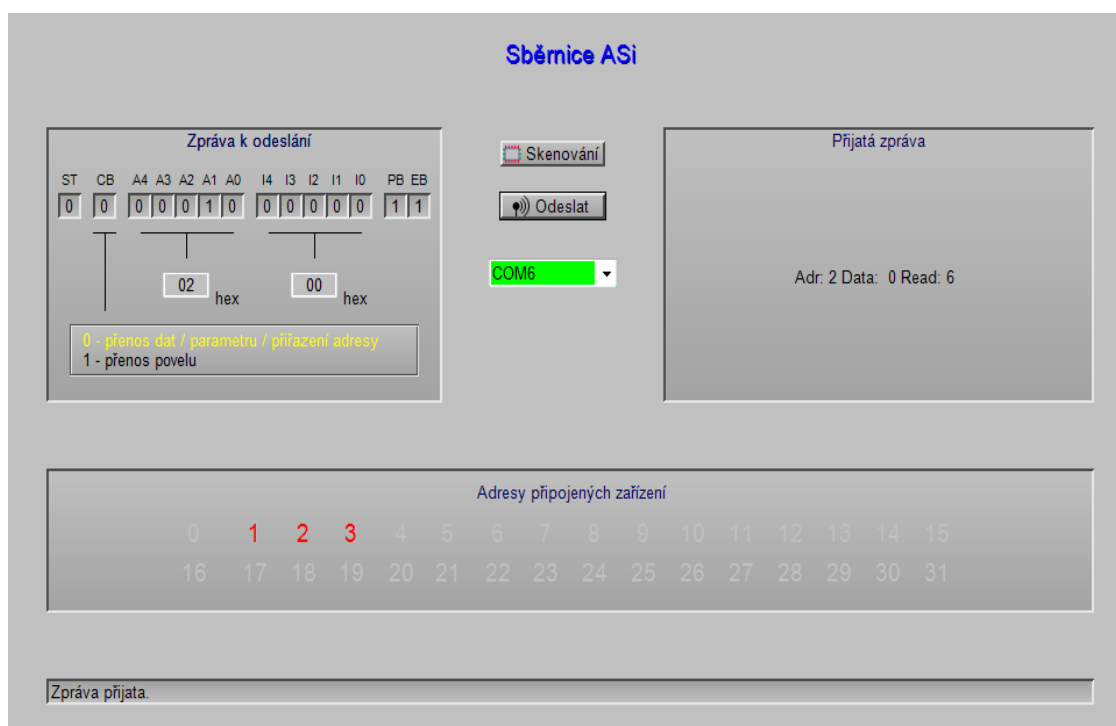 Sběrnice ASi
Zpráva k odeslání
ST CB A4 A3 A2 A1 A0 I4 I3 I2 I1 I0 PB EB
0 0 0 0 0 1 0 0 0 0 0 0 1 1
02 hex 00 hex
0 - přenos dat / parametru / přiřazení adresy
1 - přenos povelu
Skenování
Odeslat
COM6
Přijatá zpráva
Adr: 2 Data: 0 Read: 6
Adresy připojených zařízení
0 1 2 3 4 5 6 7 8 9 10 11 12 13 14 15
16 17 18 19 20 21 22 23 24 25 26 27 28 29 30 31
Zpráva přijata.